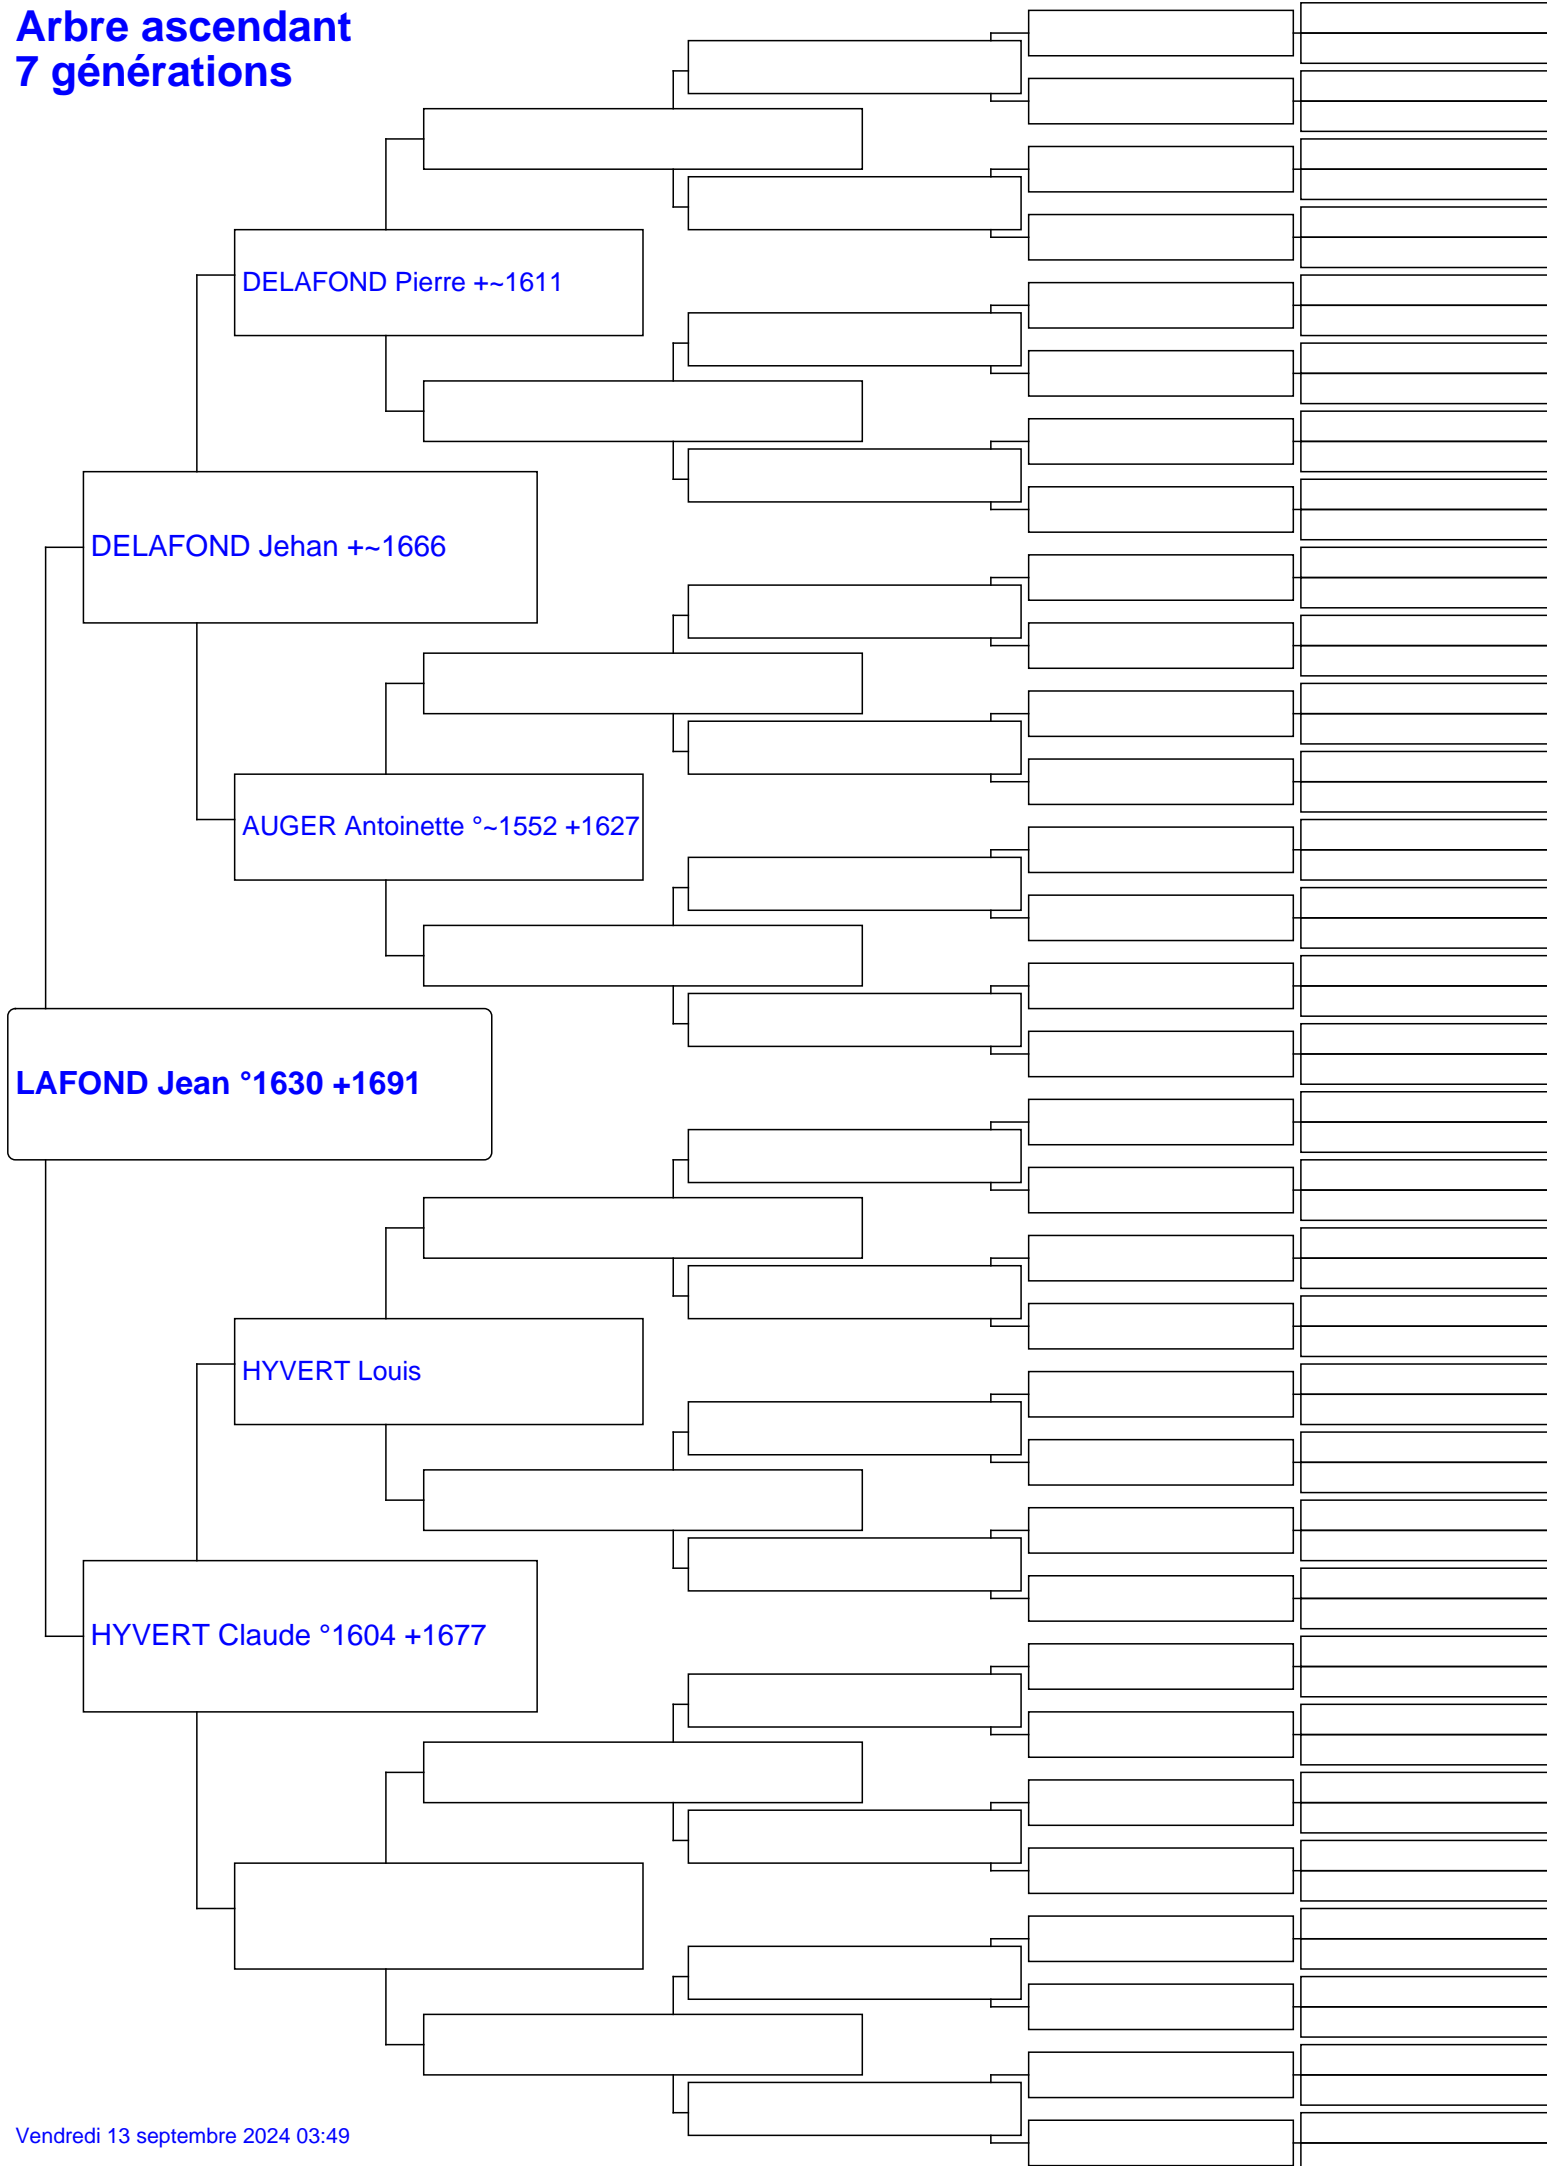 Arbre ascendant
7 générations
DELAFOND Pierre +~1611
DELAFOND Jehan +~1666
AUGER Antoinette °~1552 +1627
LAFOND Jean °1630 +1691
HYVERT Louis
HYVERT Claude °1604 +1677
Vendredi 13 septembre 2024 03:49